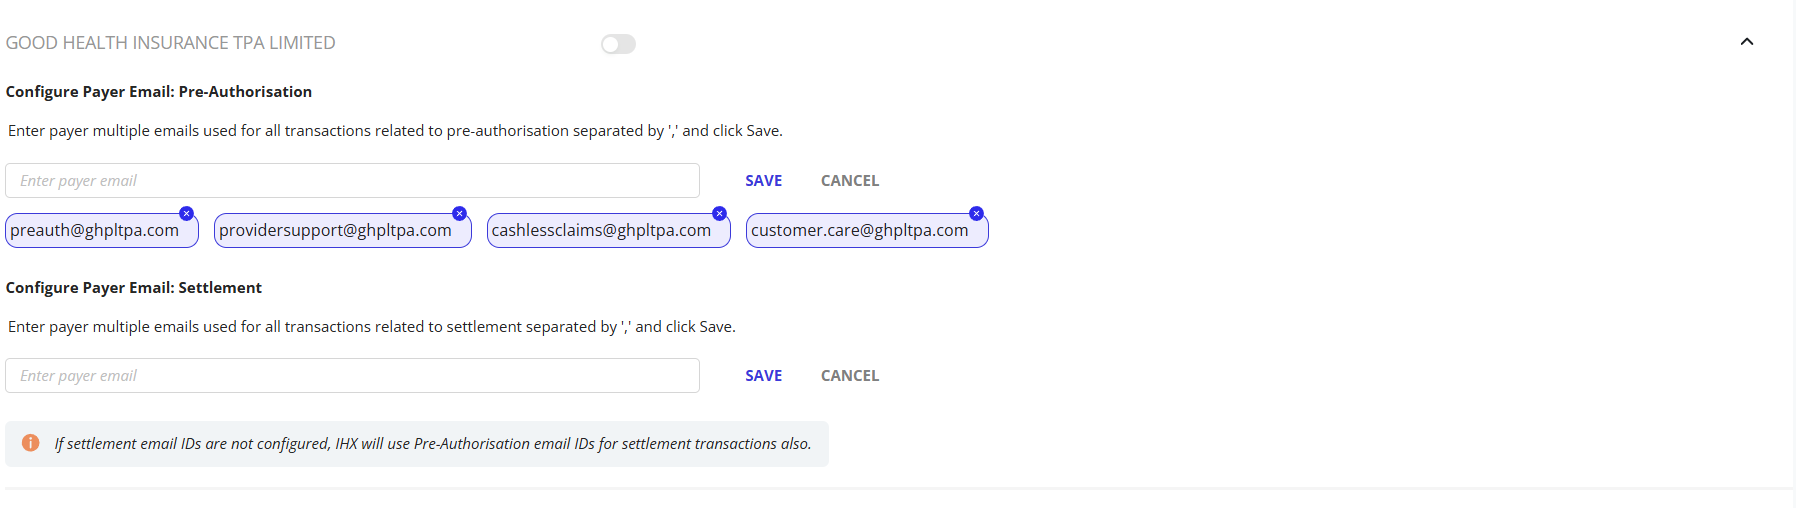 GOOD HEALTH INSURANCE TPA LIMITED
Configure Payer Email: Pre-Authorisation
Enter payer multiple emails used for all transactions related to pre-authorisation separated by ',' and click Save.
Enter payer email SAVE CANCEL
preauth@ghpltpa.com providersupport@ghpltpa.com cashlessclaims@ghpltpa.com customer.care@ghpltpa.com
Configure Payer Email: Settlement
Enter payer multiple emails used for all transactions related to settlement separated by ',' and click Save.
Enter payer email SAVE CANCEL
If settlement email IDs are not configured, IHX will use Pre-Authorisation email IDs for settlement transactions also.